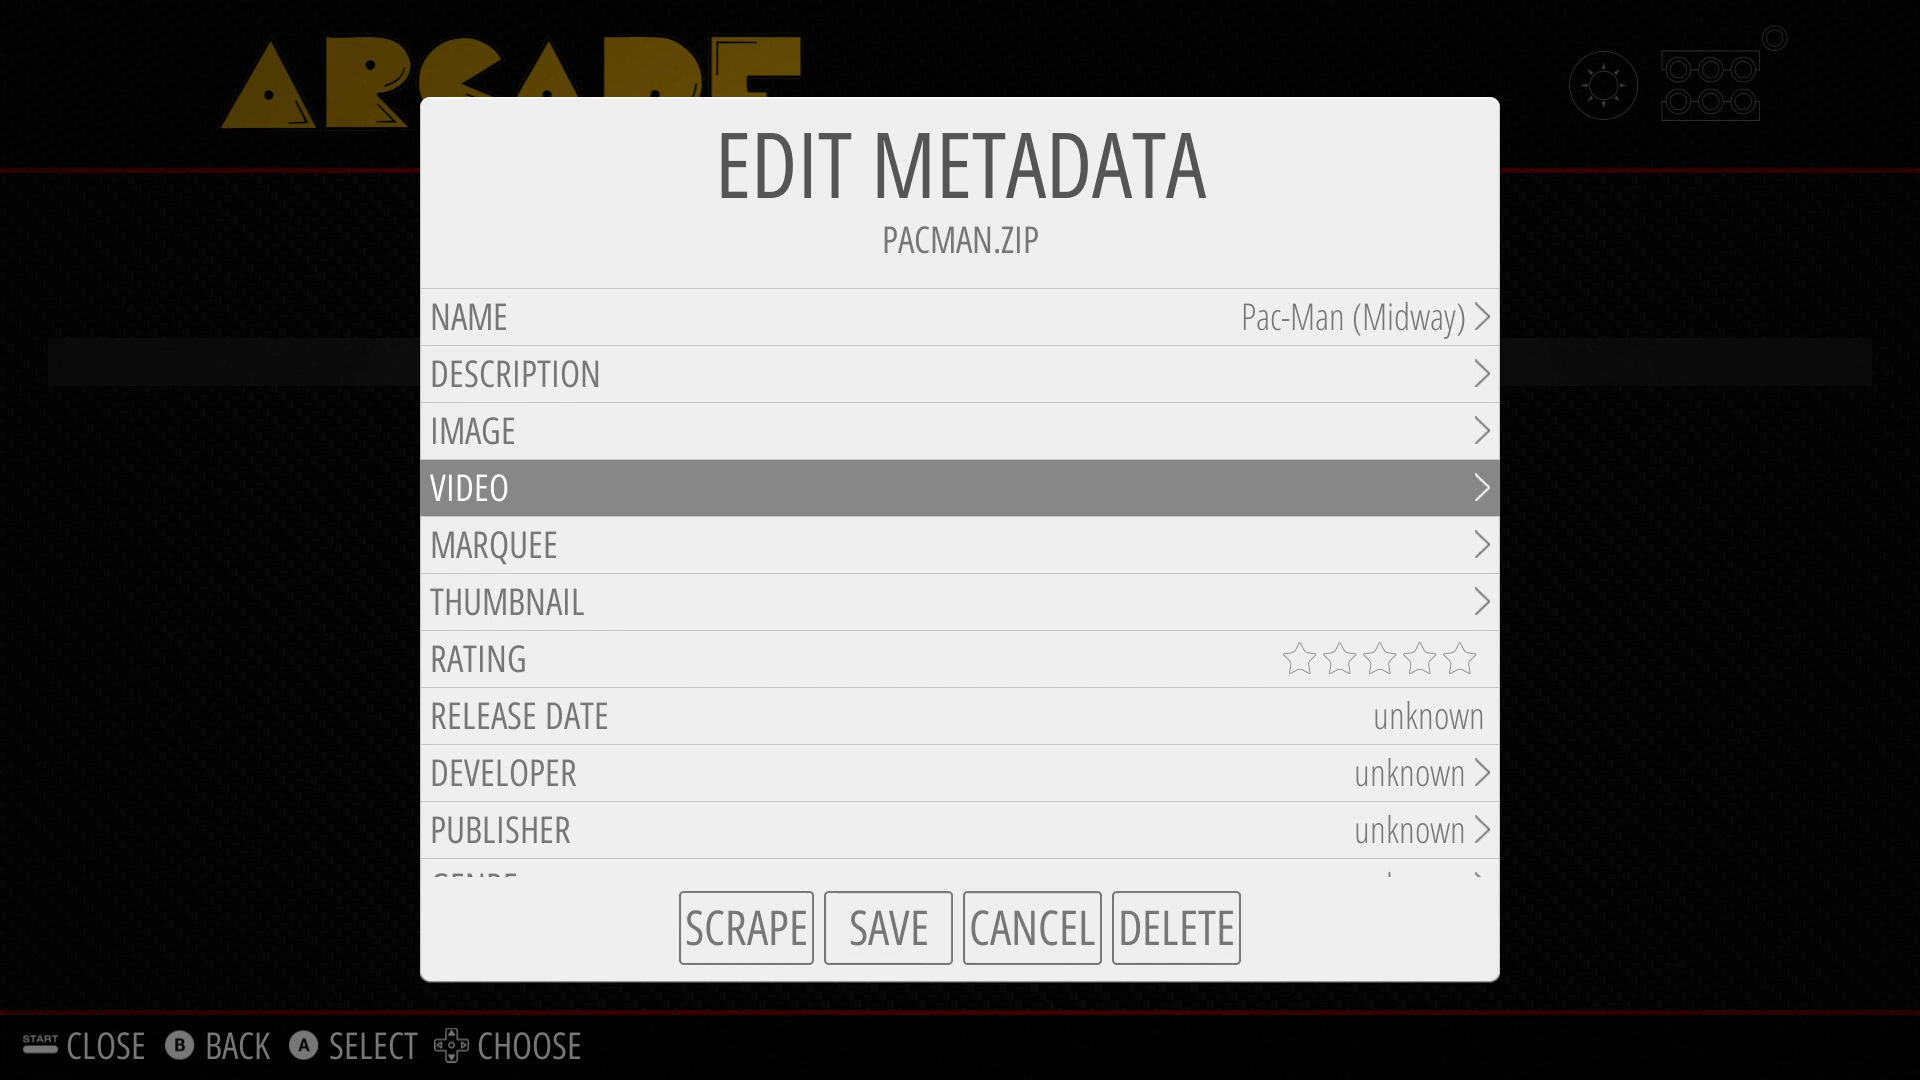 ARCADE
EDIT METADATA
PACMAN.ZIP
NAME Pac-Man (Midway)
DESCRIPTION
IMAGE
VIDEO
MARQUEE
THUMBNAIL
RATING
RELEASE DATE unknown
DEVELOPER unknown
PUBLISHER unknown
SCRAPE SAVE CANCEL DELETE
START CLOSE B BACK A SELECT CHOOSE